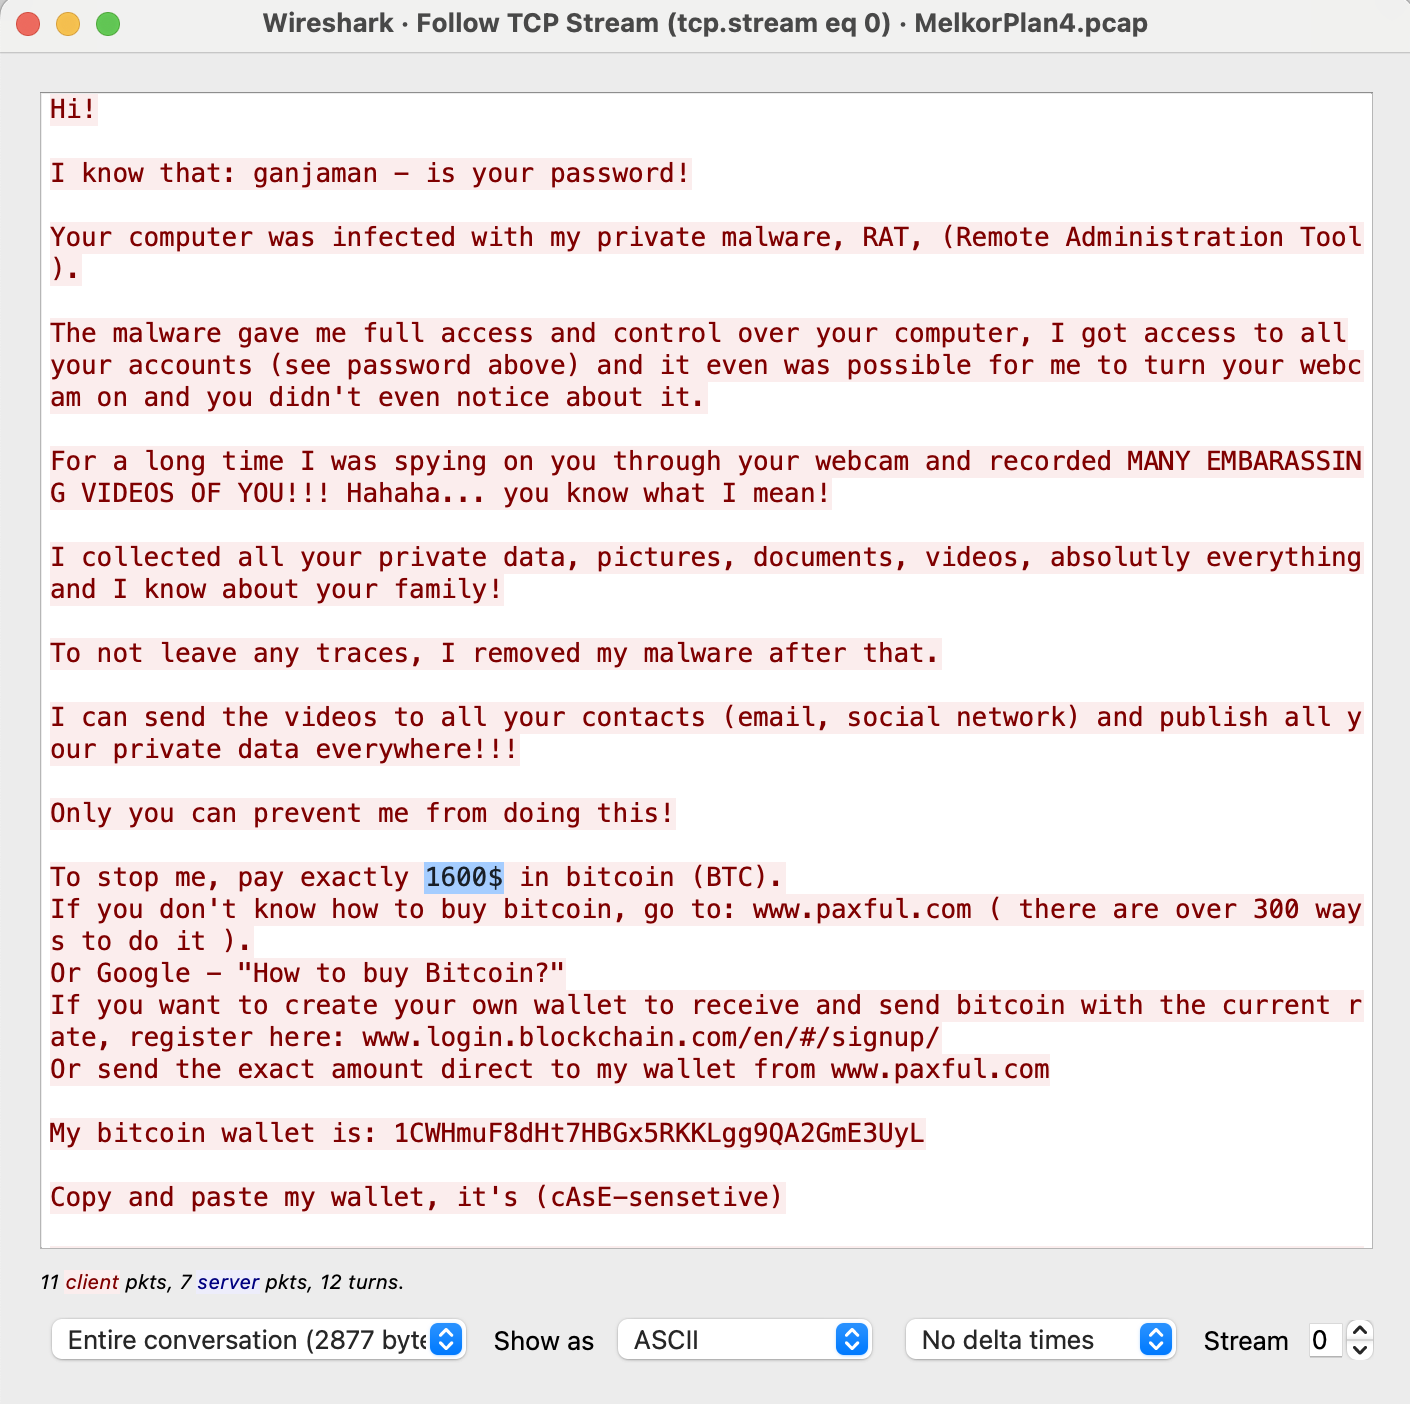 Wireshark · Follow TCP Stream (tcp.stream eq 0) · MelkorPlan4.pcap
Hi!
I know that: ganjaman – is your password!
Your computer was infected with my private malware, RAT, (Remote Administration Tool
).
The malware gave me full access and control over your computer, I got access to all
your accounts (see password above) and it even was possible for me to turn your webc
am on and you didn't even notice about it.
For a long time I was spying on you through your webcam and recorded MANY EMBARASSIN
G VIDEOS OF YOU!!! Hahaha... you know what I mean!
I collected all your private data, pictures, documents, videos, absolutly everything
and I know about your family!
To not leave any traces, I removed my malware after that.
I can send the videos to all your contacts (email, social network) and publish all y
our private data everywhere!!!
Only you can prevent me from doing this!
To stop me, pay exactly 1600$ in bitcoin (BTC).
If you don't know how to buy bitcoin, go to: www.paxful.com ( there are over 300 way
s to do it ).
Or Google – "How to buy Bitcoin?"
If you want to create your own wallet to receive and send bitcoin with the current r
ate, register here: www.login.blockchain.com/en/#/signup/
Or send the exact amount direct to my wallet from www.paxful.com
My bitcoin wallet is: 1CWHmuF8dHt7HBGx5RKKLgg9QA2GmE3UyL
Copy and paste my wallet, it's (cAsE–sensetive)
11 client pkts, 7 server pkts, 12 turns.
Entire conversation (2877 byte Show as ASCII No delta times Stream 0